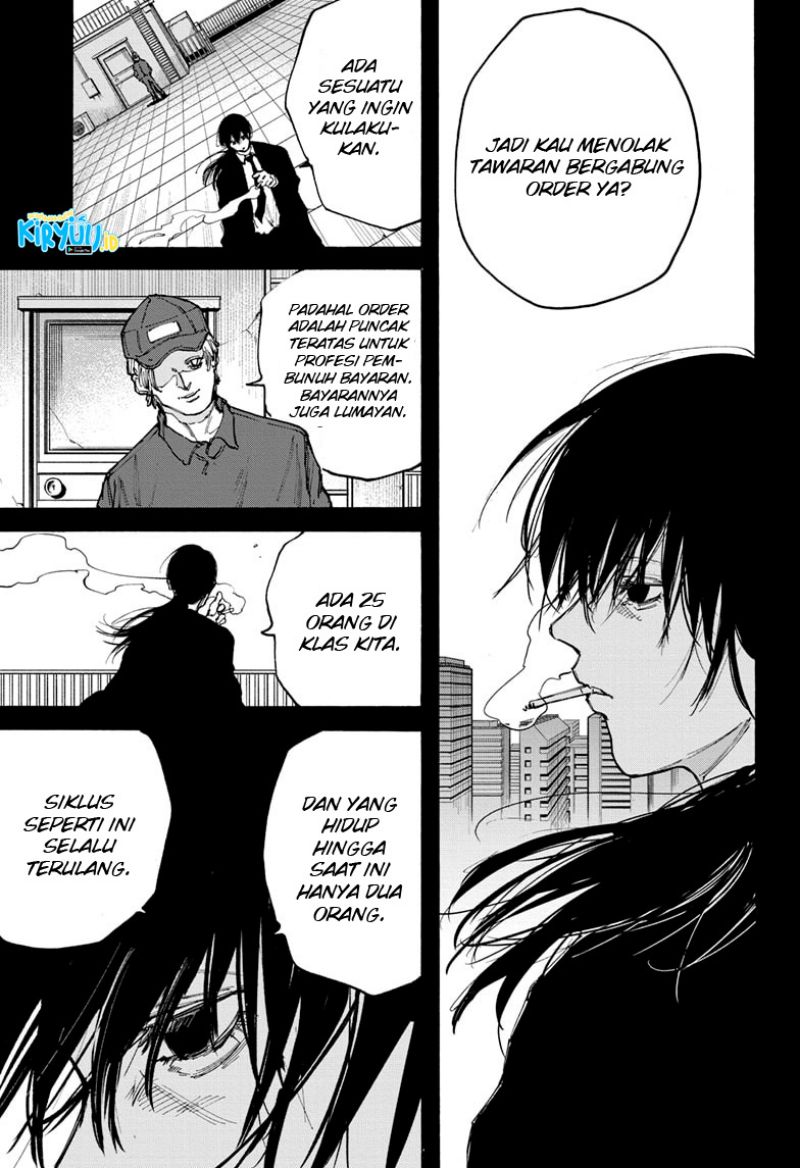 JADI KAU MENOLAK
TAWARAN BERGABUNG
ORDER YA?
ADA
SESUATU
YANG INGIN
KULAKU-
KAN.
KIRYUU.ID
PADAHAL ORDER
ADALAH PUNCAK
TERATAS UNTUK
PROFESI PEM-
BUNUH BAYARAN.
BAYARANNYA
JUGA LUMAYAN.
ADA 25
ORANG DI
KLAS KITA.
DAN YANG
HIDUP
HINGGA
SAAT INI
HANYA DUA
ORANG.
SIKLUS
SEPERTI INI
SELALU
TERULANG.